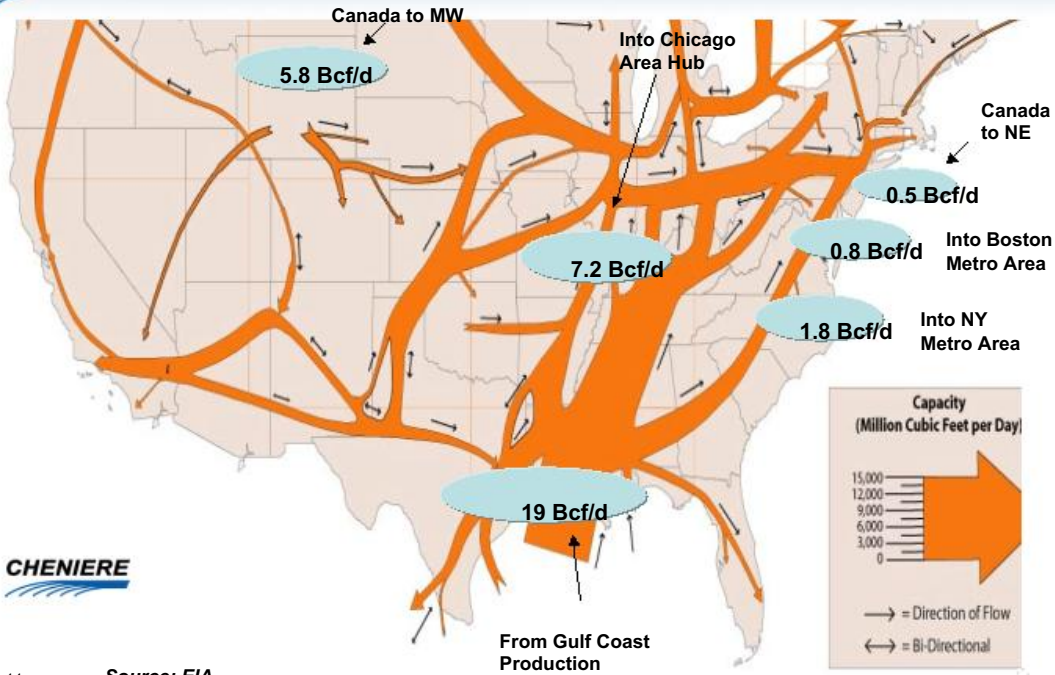 Canada to MW
5.8 Bcf/d
Into Chicago
Area Hub
Canada
to NE
0.5 Bcf/d
0.8 Bcf/d
Into Boston
Metro Area
7.2 Bcf/d
1.8 Bcf/d
Into NY
Metro Area
Capacity
(Million Cubic Feet per Day)
15,000
12,000
9,000
6,000
3,000
0
→ = Direction of Flow
↔ = Bi-Directional
19 Bcf/d
CHENIERE
From Gulf Coast
Production
Source: EIA